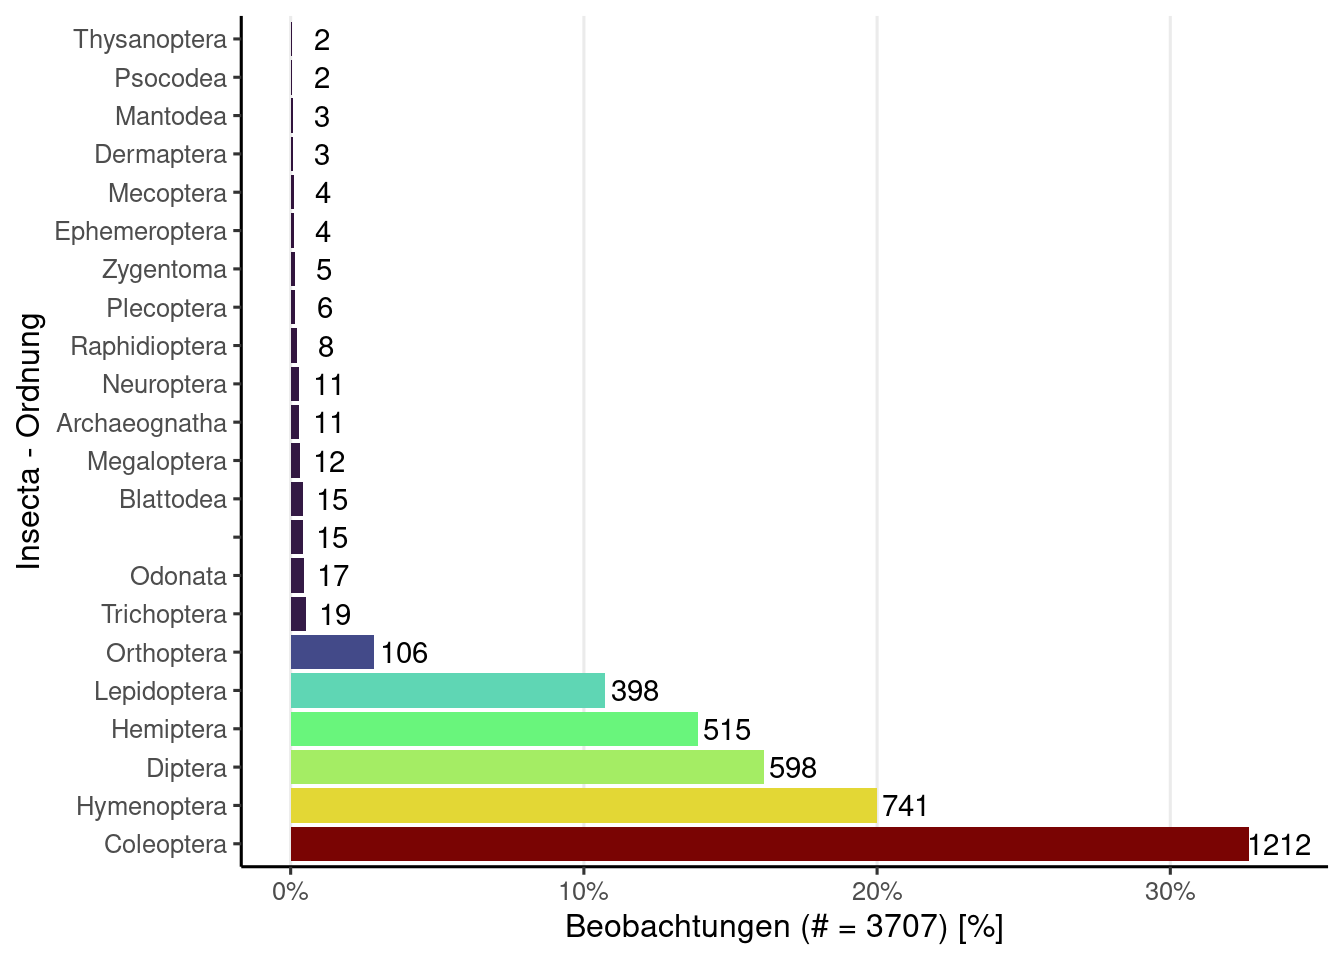 Insecta - Ordnung
Thysanoptera 2
Psocodea 2
Mantodea 3
Dermaptera 3
Mecoptera 4
Ephemeroptera 4
Zygentoma 5
Plecoptera 6
Raphidioptera 8
Neuroptera 11
Archaeognatha 11
Megaloptera 12
Blattodea 15
15
Odonata 17
Trichoptera 19
Orthoptera 106
Lepidoptera 398
Hemiptera 515
Diptera 598
Hymenoptera 741
Coleoptera 1212
0% 10% 20% 30%
Beobachtungen (# = 3707) [%]